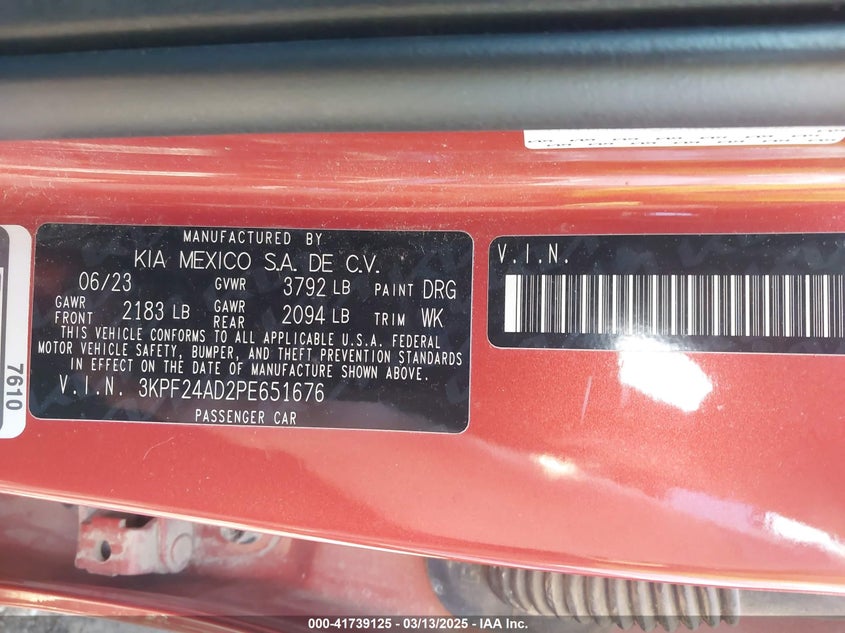 MANUFACTURED BY
KIA MEXICO S.A. DE C.V.
06/23 GVWR 3792 LB PAINT DRG
GAWR FRONT 2183 LB GAWR REAR 2094 LB TRIM WK
THIS VEHICLE CONFORMS TO ALL APPLICABLE U.S.A. FEDERAL
MOTOR VEHICLE SAFETY, BUMPER, AND THEFT PREVENTION STANDARDS
IN EFFECT ON THE DATE OF MANUFACTURE SHOWN ABOVE.
V.I.N. 3KPF24AD2PE651676
PASSENGER CAR
V.I.N.
7610
000-41739125 - 03/13/2025 - IAA Inc.